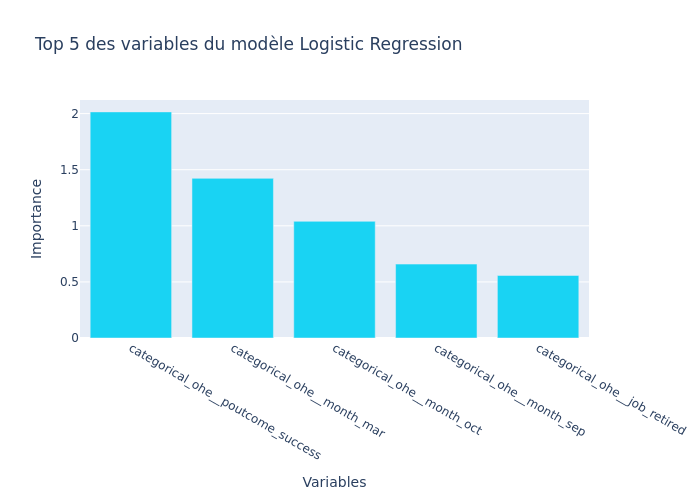 Top 5 des variables du modèle Logistic Regression
Importance
2
1.5
1
0.5
0
categorical_ohe__poutcome_success
categorical_ohe__month_mar
categorical_ohe__month_oct
categorical_ohe__month_sep
categorical_ohe__job_retired
Variables